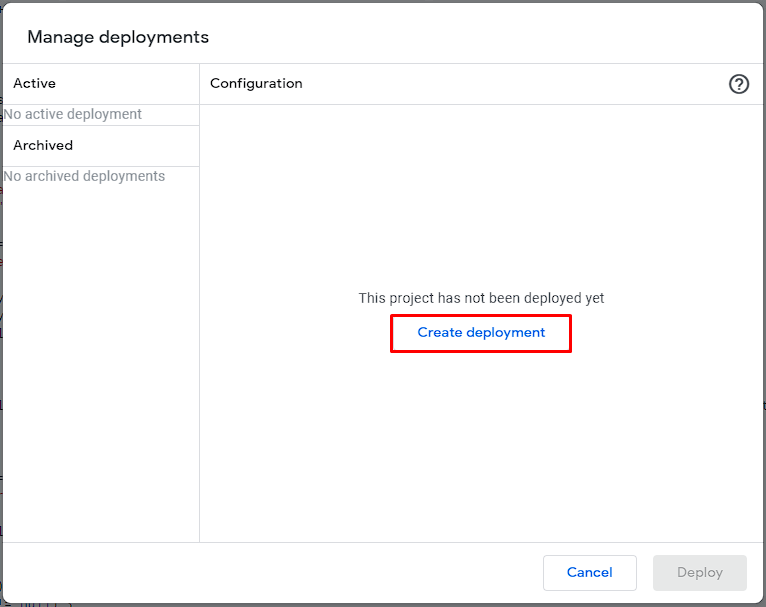 Manage deployments
Active
Configuration
No active deployment
Archived
No archived deployments
This project has not been deployed yet
Create deployment
Cancel
Deploy